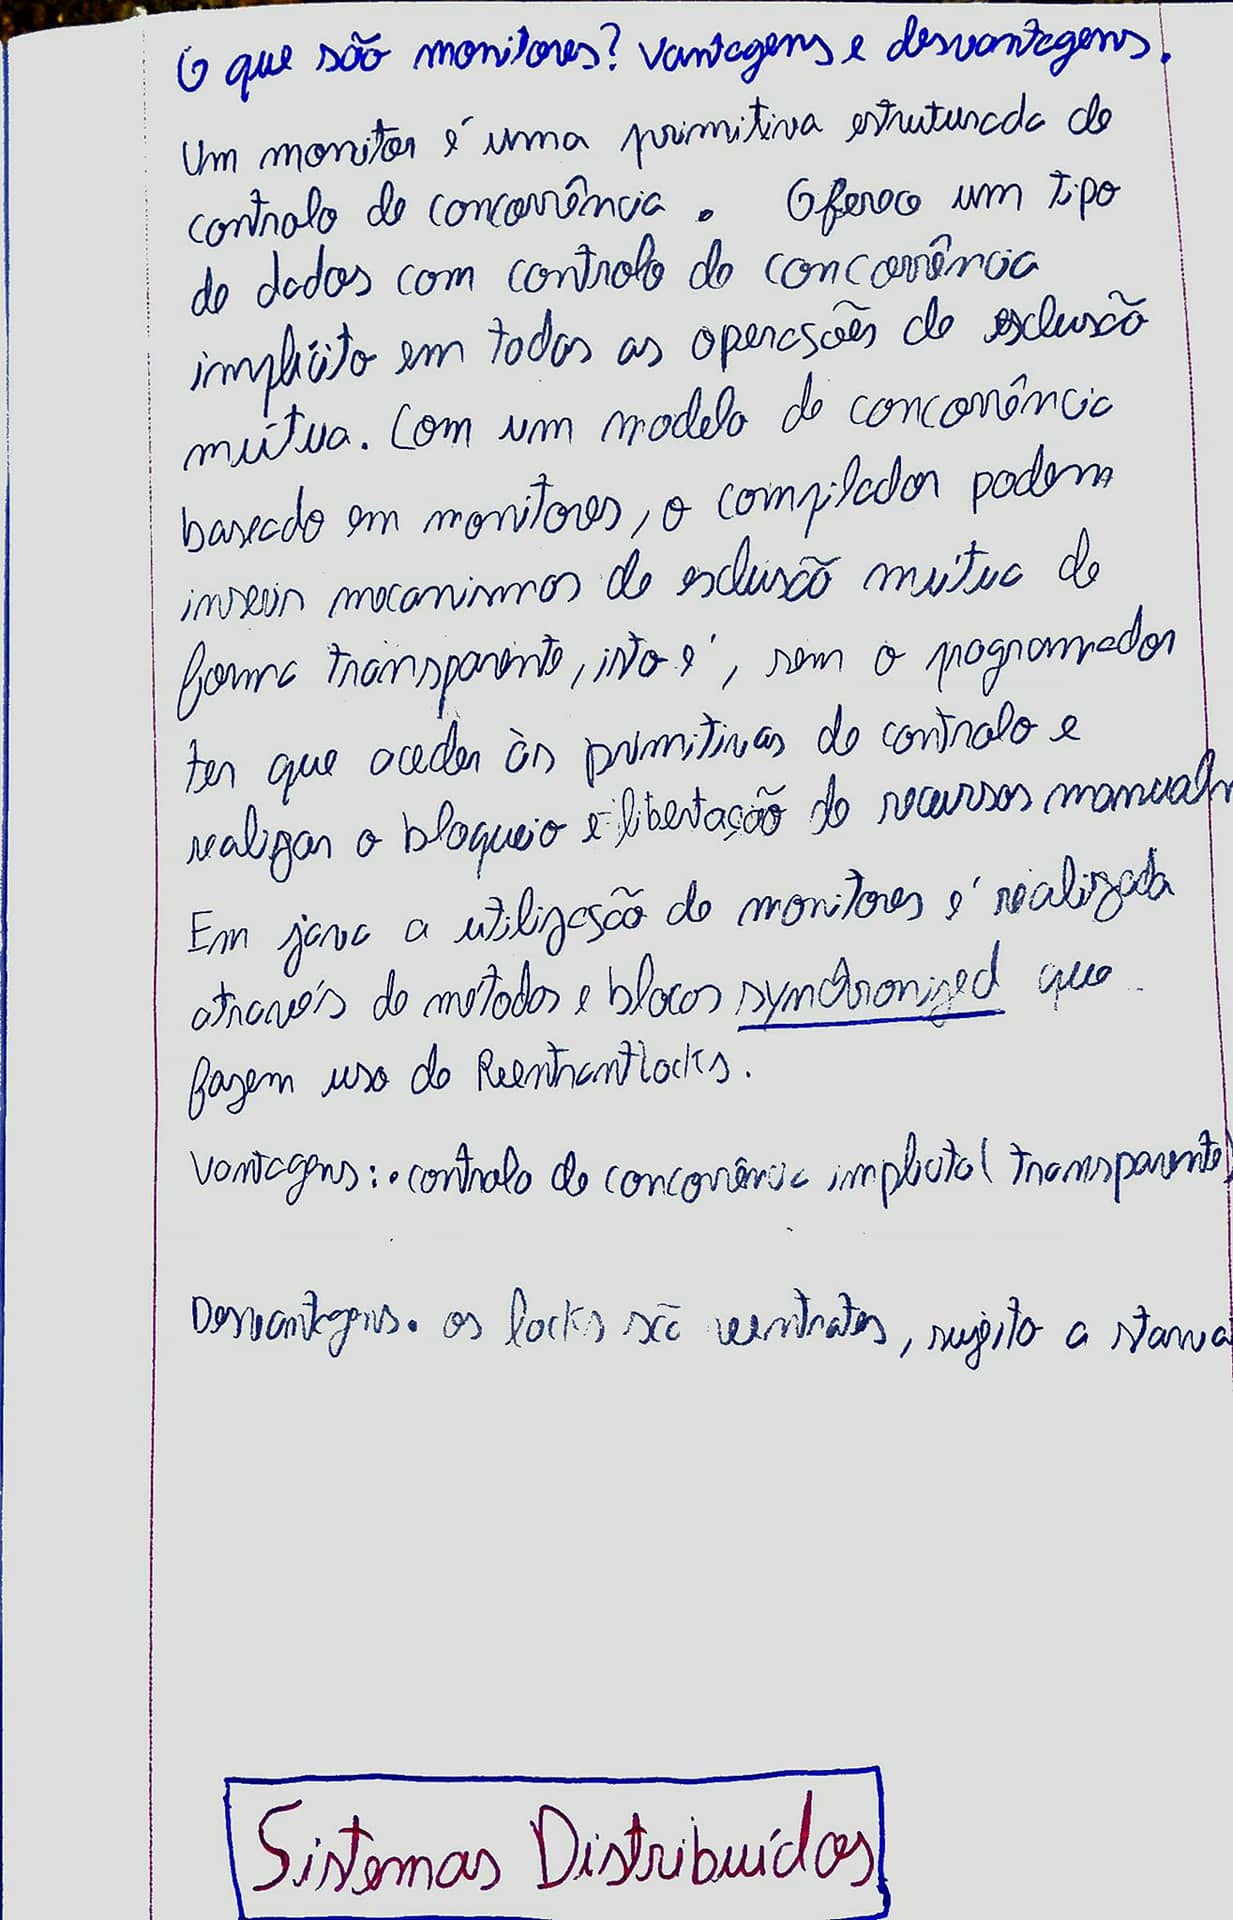 O que são monitores? Vantagens e desvantagens.
Um monitor é uma primitiva estruturada de
controlo de concorrência. Oferece um tipo
de dados com controlo de concorrência
implícito em todas as operações de exclusão
mútua. Com um modelo de concorrência
baseado em monitores, o compilador podem
inserir mecanismos de exclusão mútua de
forma transparente, isto é, sem o programador
ter que aceder às primitivas de controlo e
realizar o bloqueio e libertação de recursos manualm
Em java a utilização de monitores é realizada
através de métodos e blocos synchronized que
fazem uso de Reentrantlocks.
Vantagens: • controlo de concorrência implicito (transparente)
Desvantagens. os locks são reentrates, sujeito a starva
Sistemas Distribuídos